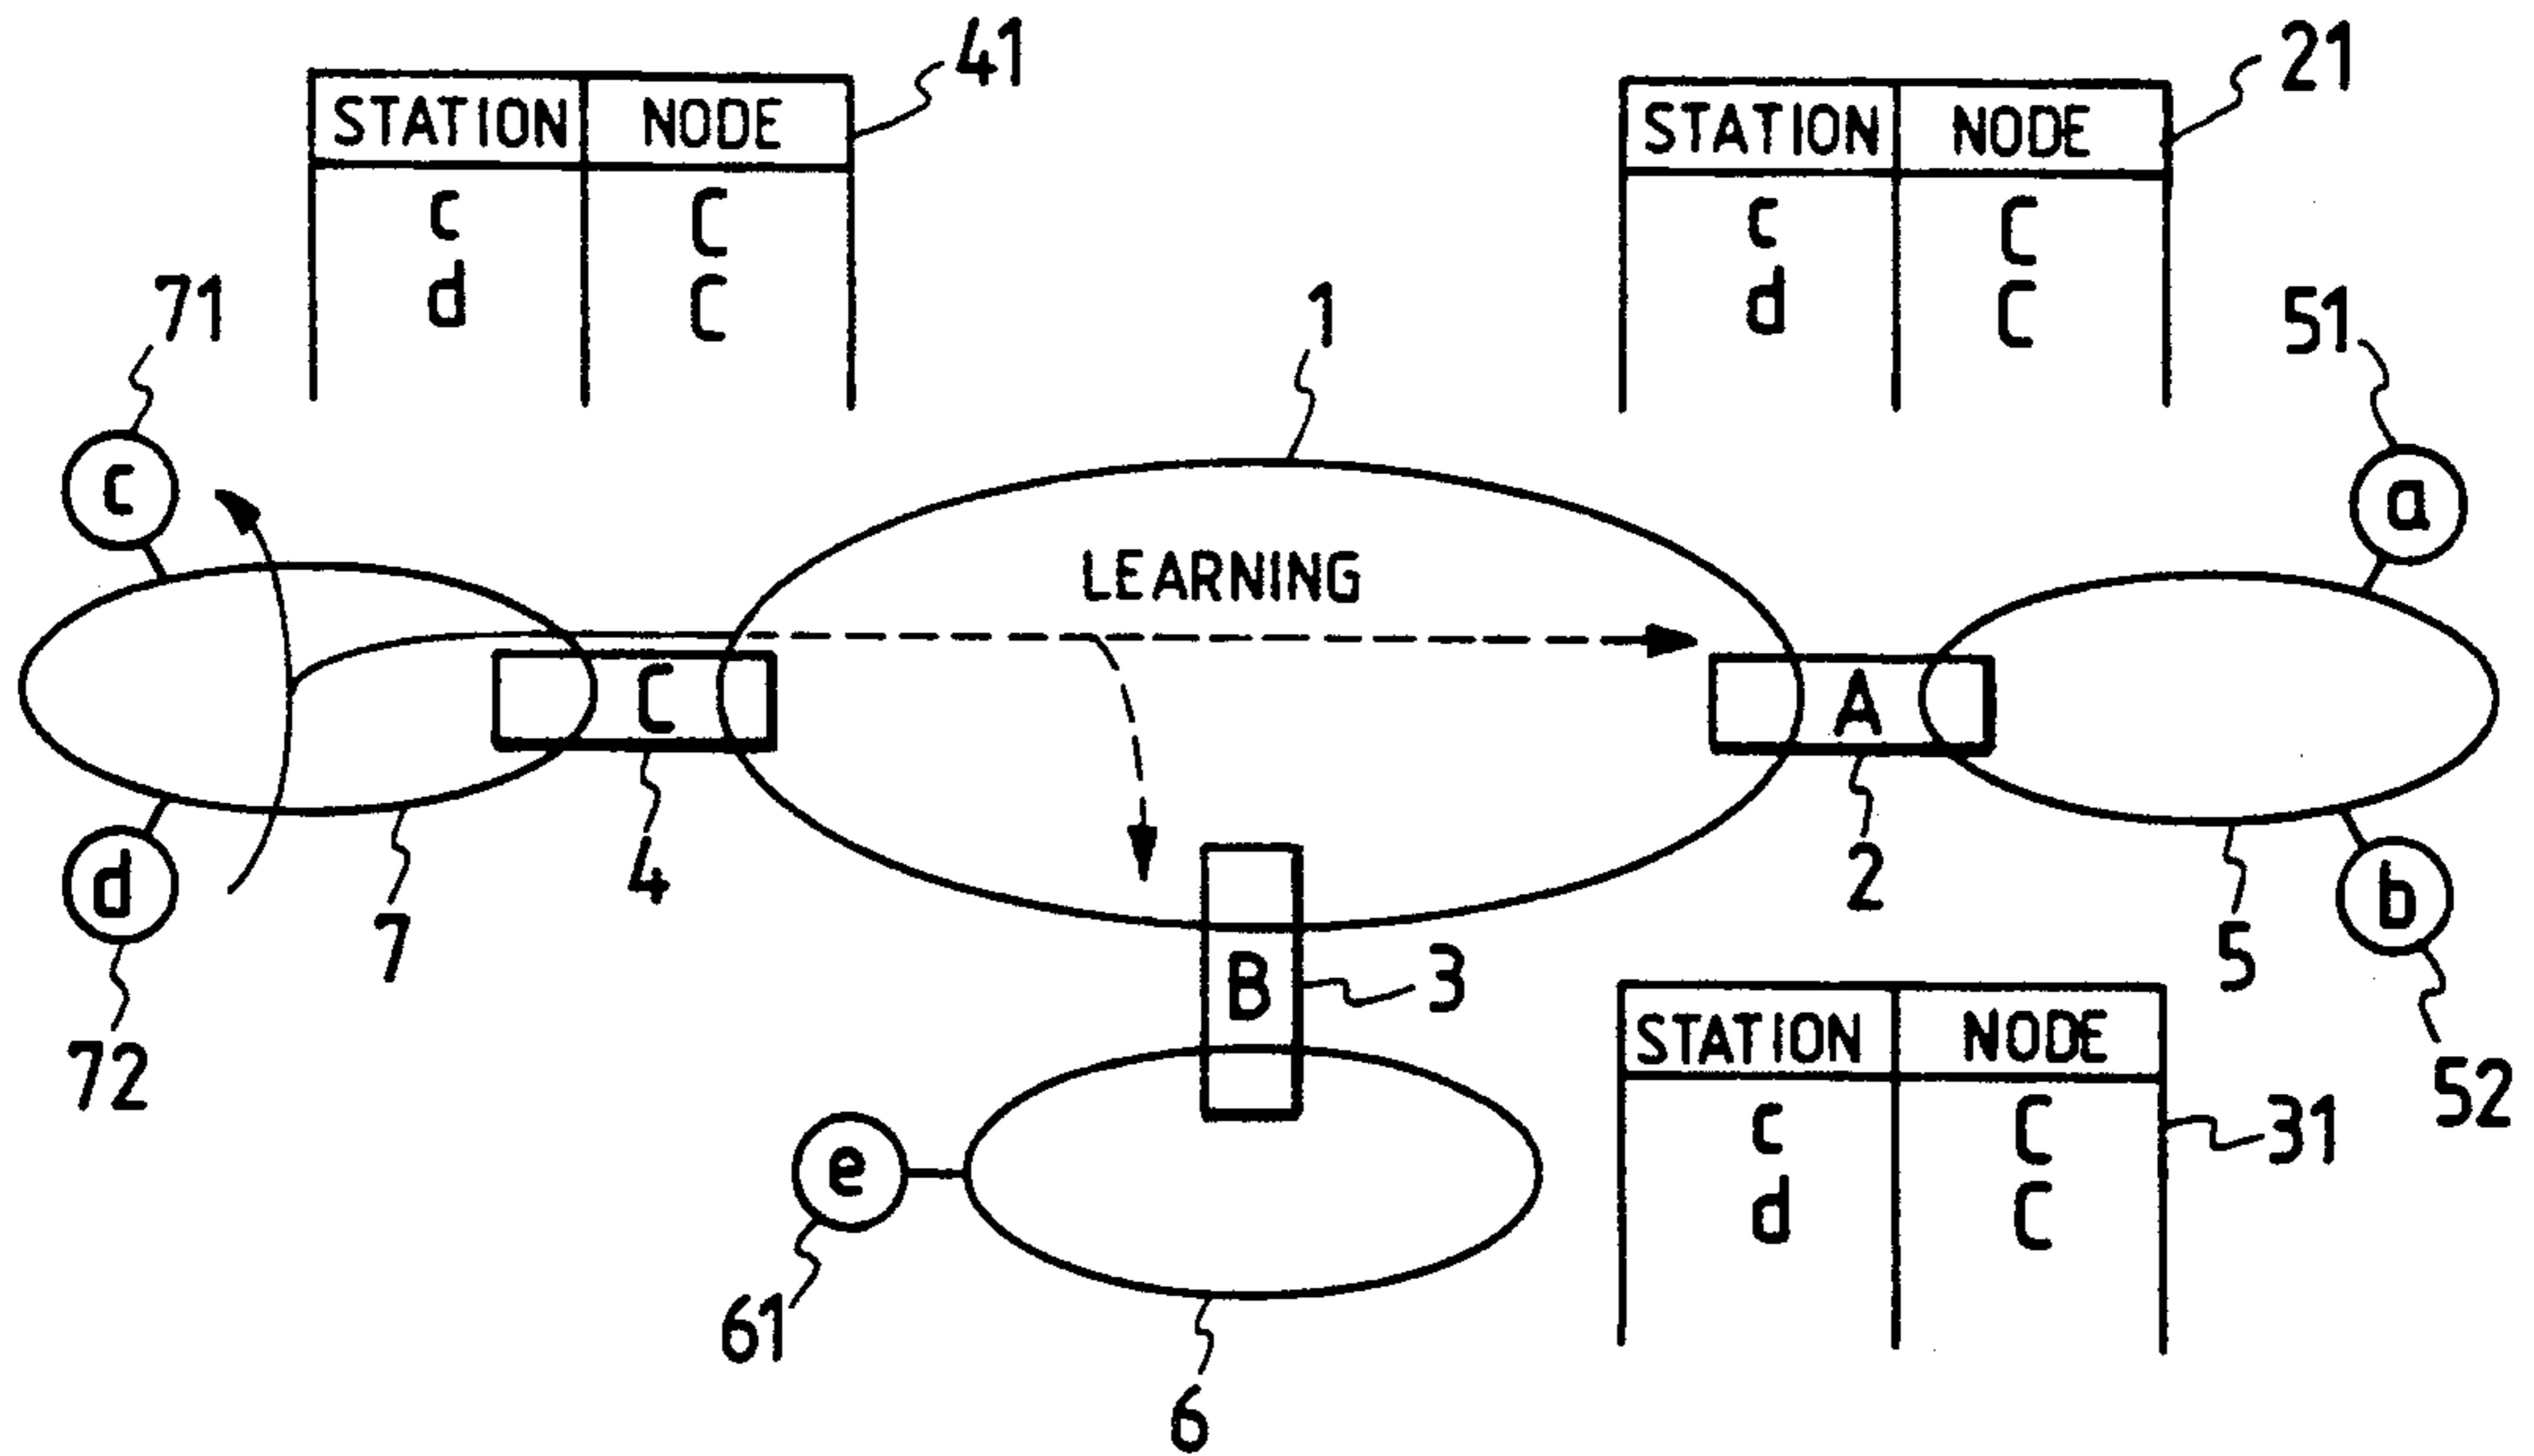 41
21
STATION NODE
STATION NODE
c C
d C
c C
d C
71
1
51
c
a
LEARNING
C
A
d
7
4
2
5
b
B
3
72
STATION NODE
52
c C
d C
31
e
61
6